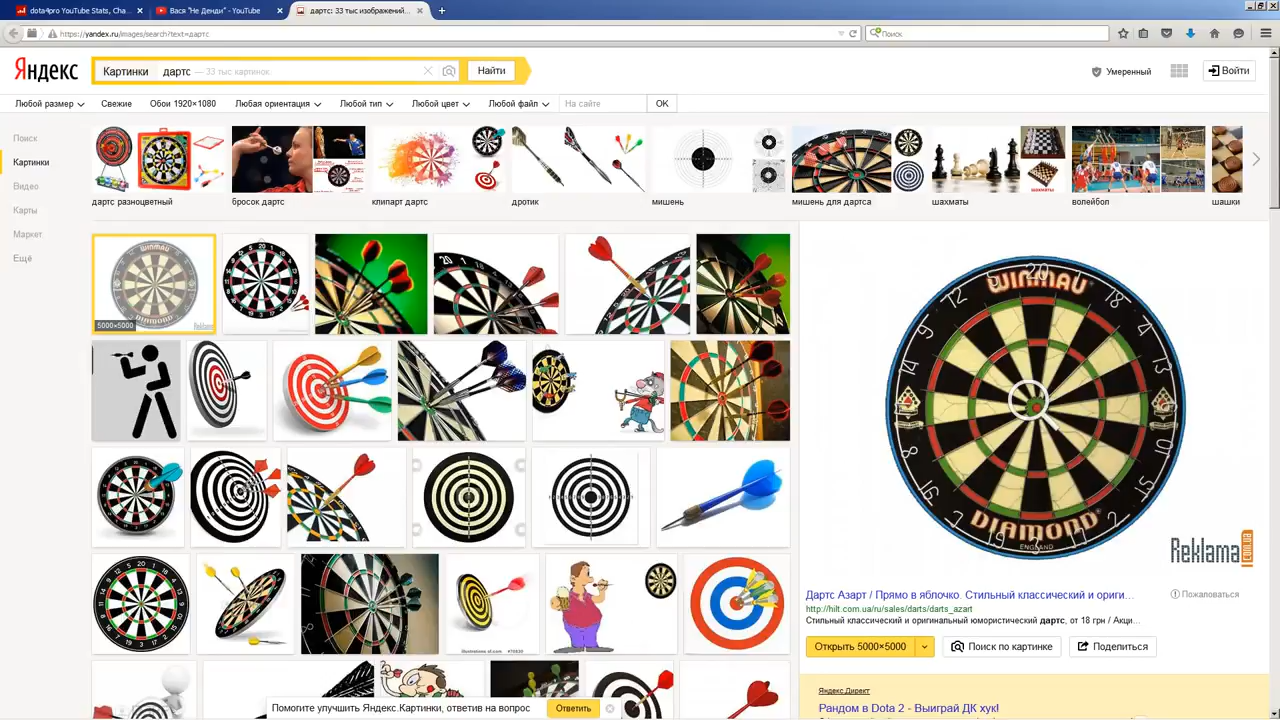 dota4pro YouTube Stats, Cha...
Вася "Не Денди" - YouTube
дартс: 33 тыс изображений...
https://yandex.ru/images/search?text=дартс
Поиск
Яндекс
Картинки
дартс — 33 тыс картинок
Найти
Умеренный
Войти
Любой размер
Свежие
Обои 1920×1080
Любая ориентация
Любой тип
Любой цвет
Любой файл
На сайте
OK
Поиск
Картинки
Видео
Карты
Маркет
Ещё
дартс разноцветный
бросок дартс
клипарт дартс
дротик
мишень
мишень для дартса
шахматы
волейбол
шашки
5000×5000
WINMAU
DIAMOND
ENGLAND
Reklama
com.ua
Дартс Азарт / Прямо в яблочко. Стильный классический и ориги...
Пожаловаться
http://hilt.com.ua/ru/sales/darts/darts_azart
Стильный классический и оригинальный юмористический дартс, от 18 грн / Акци...
Открыть 5000×5000
Поиск по картинке
Поделиться
Яндекс.Директ
Рандом в Dota 2 - Выиграй ДК хук!
Помогите улучшить Яндекс.Картинки, ответив на вопрос
Ответить